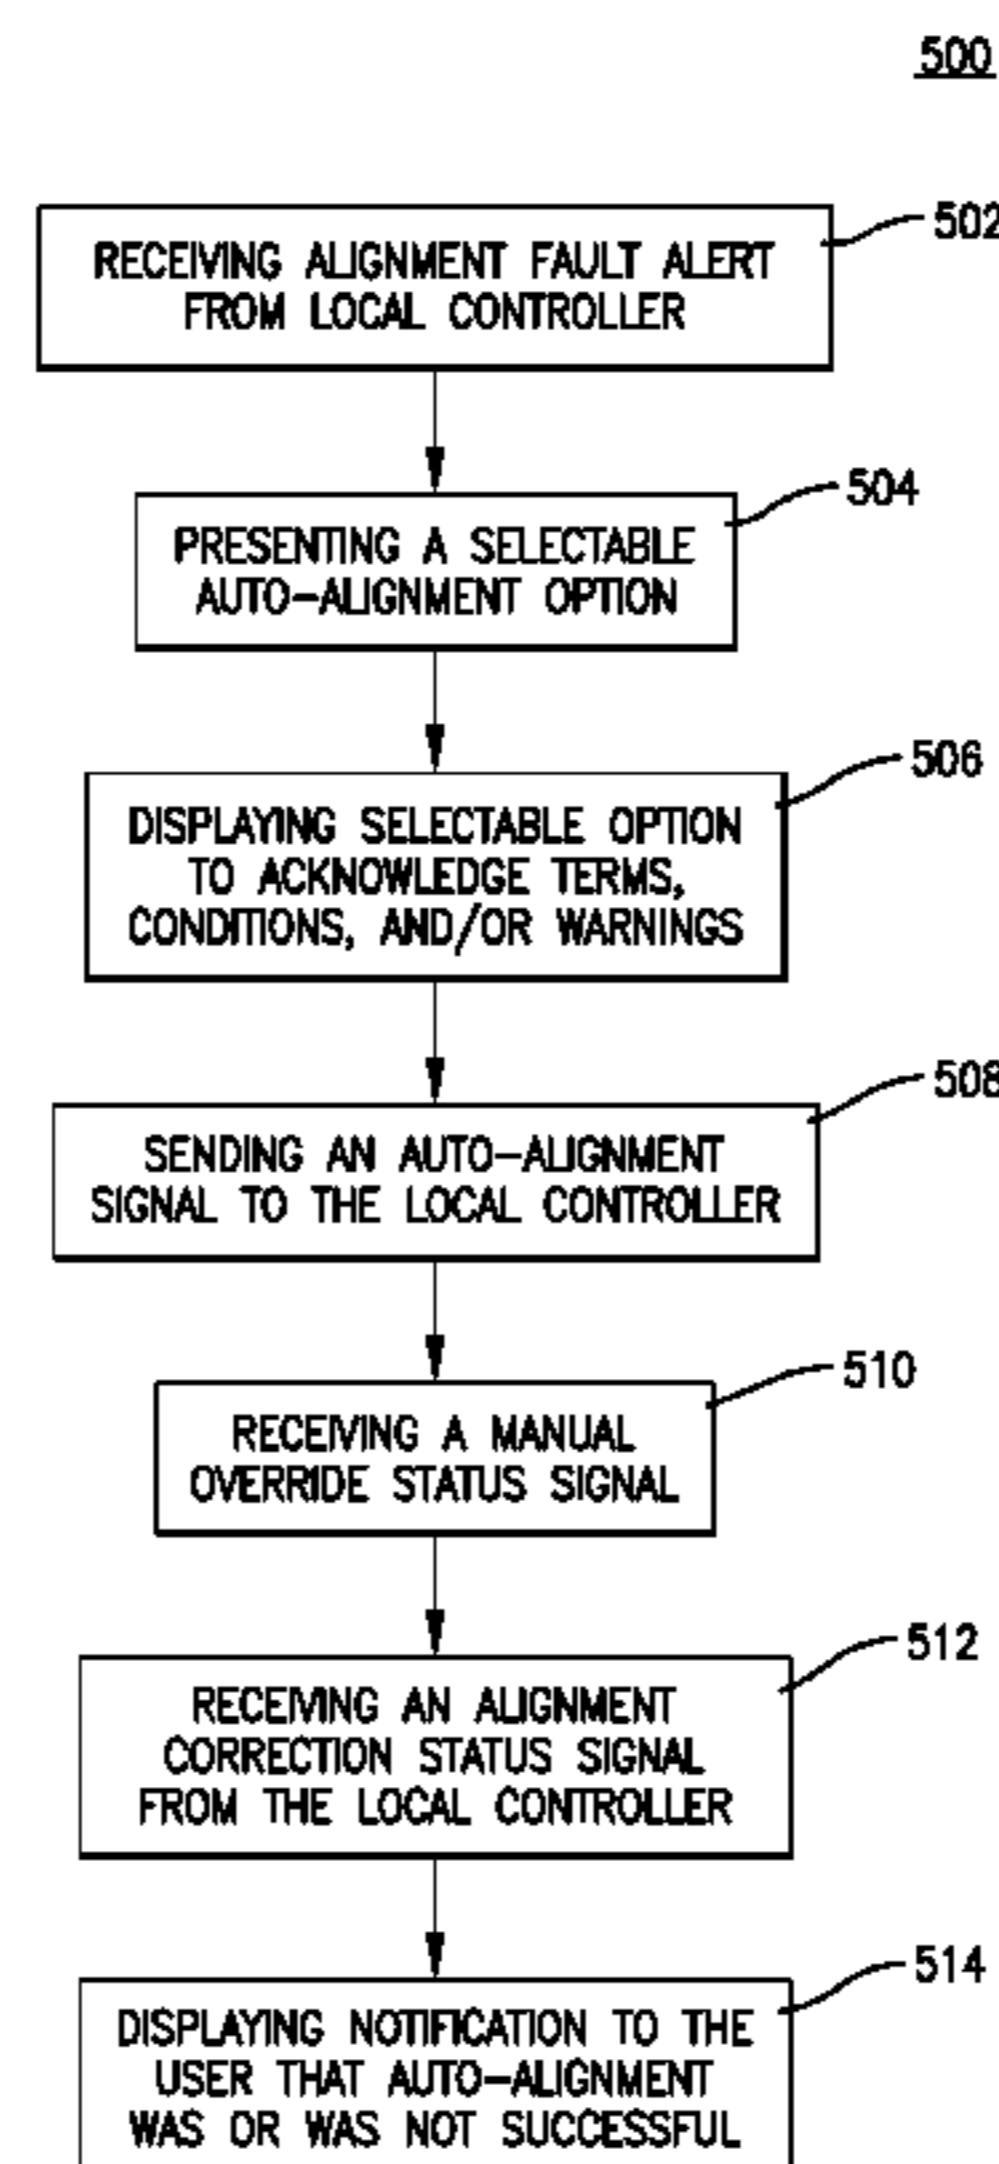 500
502
RECEIVING ALIGNMENT FAULT ALERT
FROM LOCAL CONTROLLER
504
PRESENTING A SELECTABLE
AUTO-ALIGNMENT OPTION
506
DISPLAYING SELECTABLE OPTION
TO ACKNOWLEDGE TERMS,
CONDITIONS, AND/OR WARNINGS
508
SENDING AN AUTO-ALIGNMENT
SIGNAL TO THE LOCAL CONTROLLER
510
RECEIVING A MANUAL
OVERRIDE STATUS SIGNAL
512
RECEIVING AN ALIGNMENT
CORRECTION STATUS SIGNAL
FROM THE LOCAL CONTROLLER
514
DISPLAYING NOTIFICATION TO THE
USER THAT AUTO-ALIGNMENT
WAS OR WAS NOT SUCCESSFUL